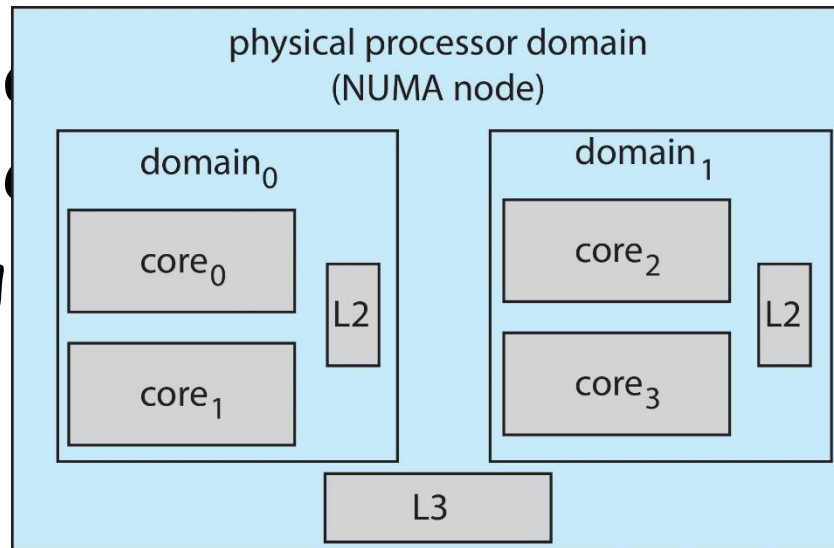 physical processor domain
(NUMA node)
domain₀
core₀
core₁
L2
domain₁
core₂
core₃
L2
L3